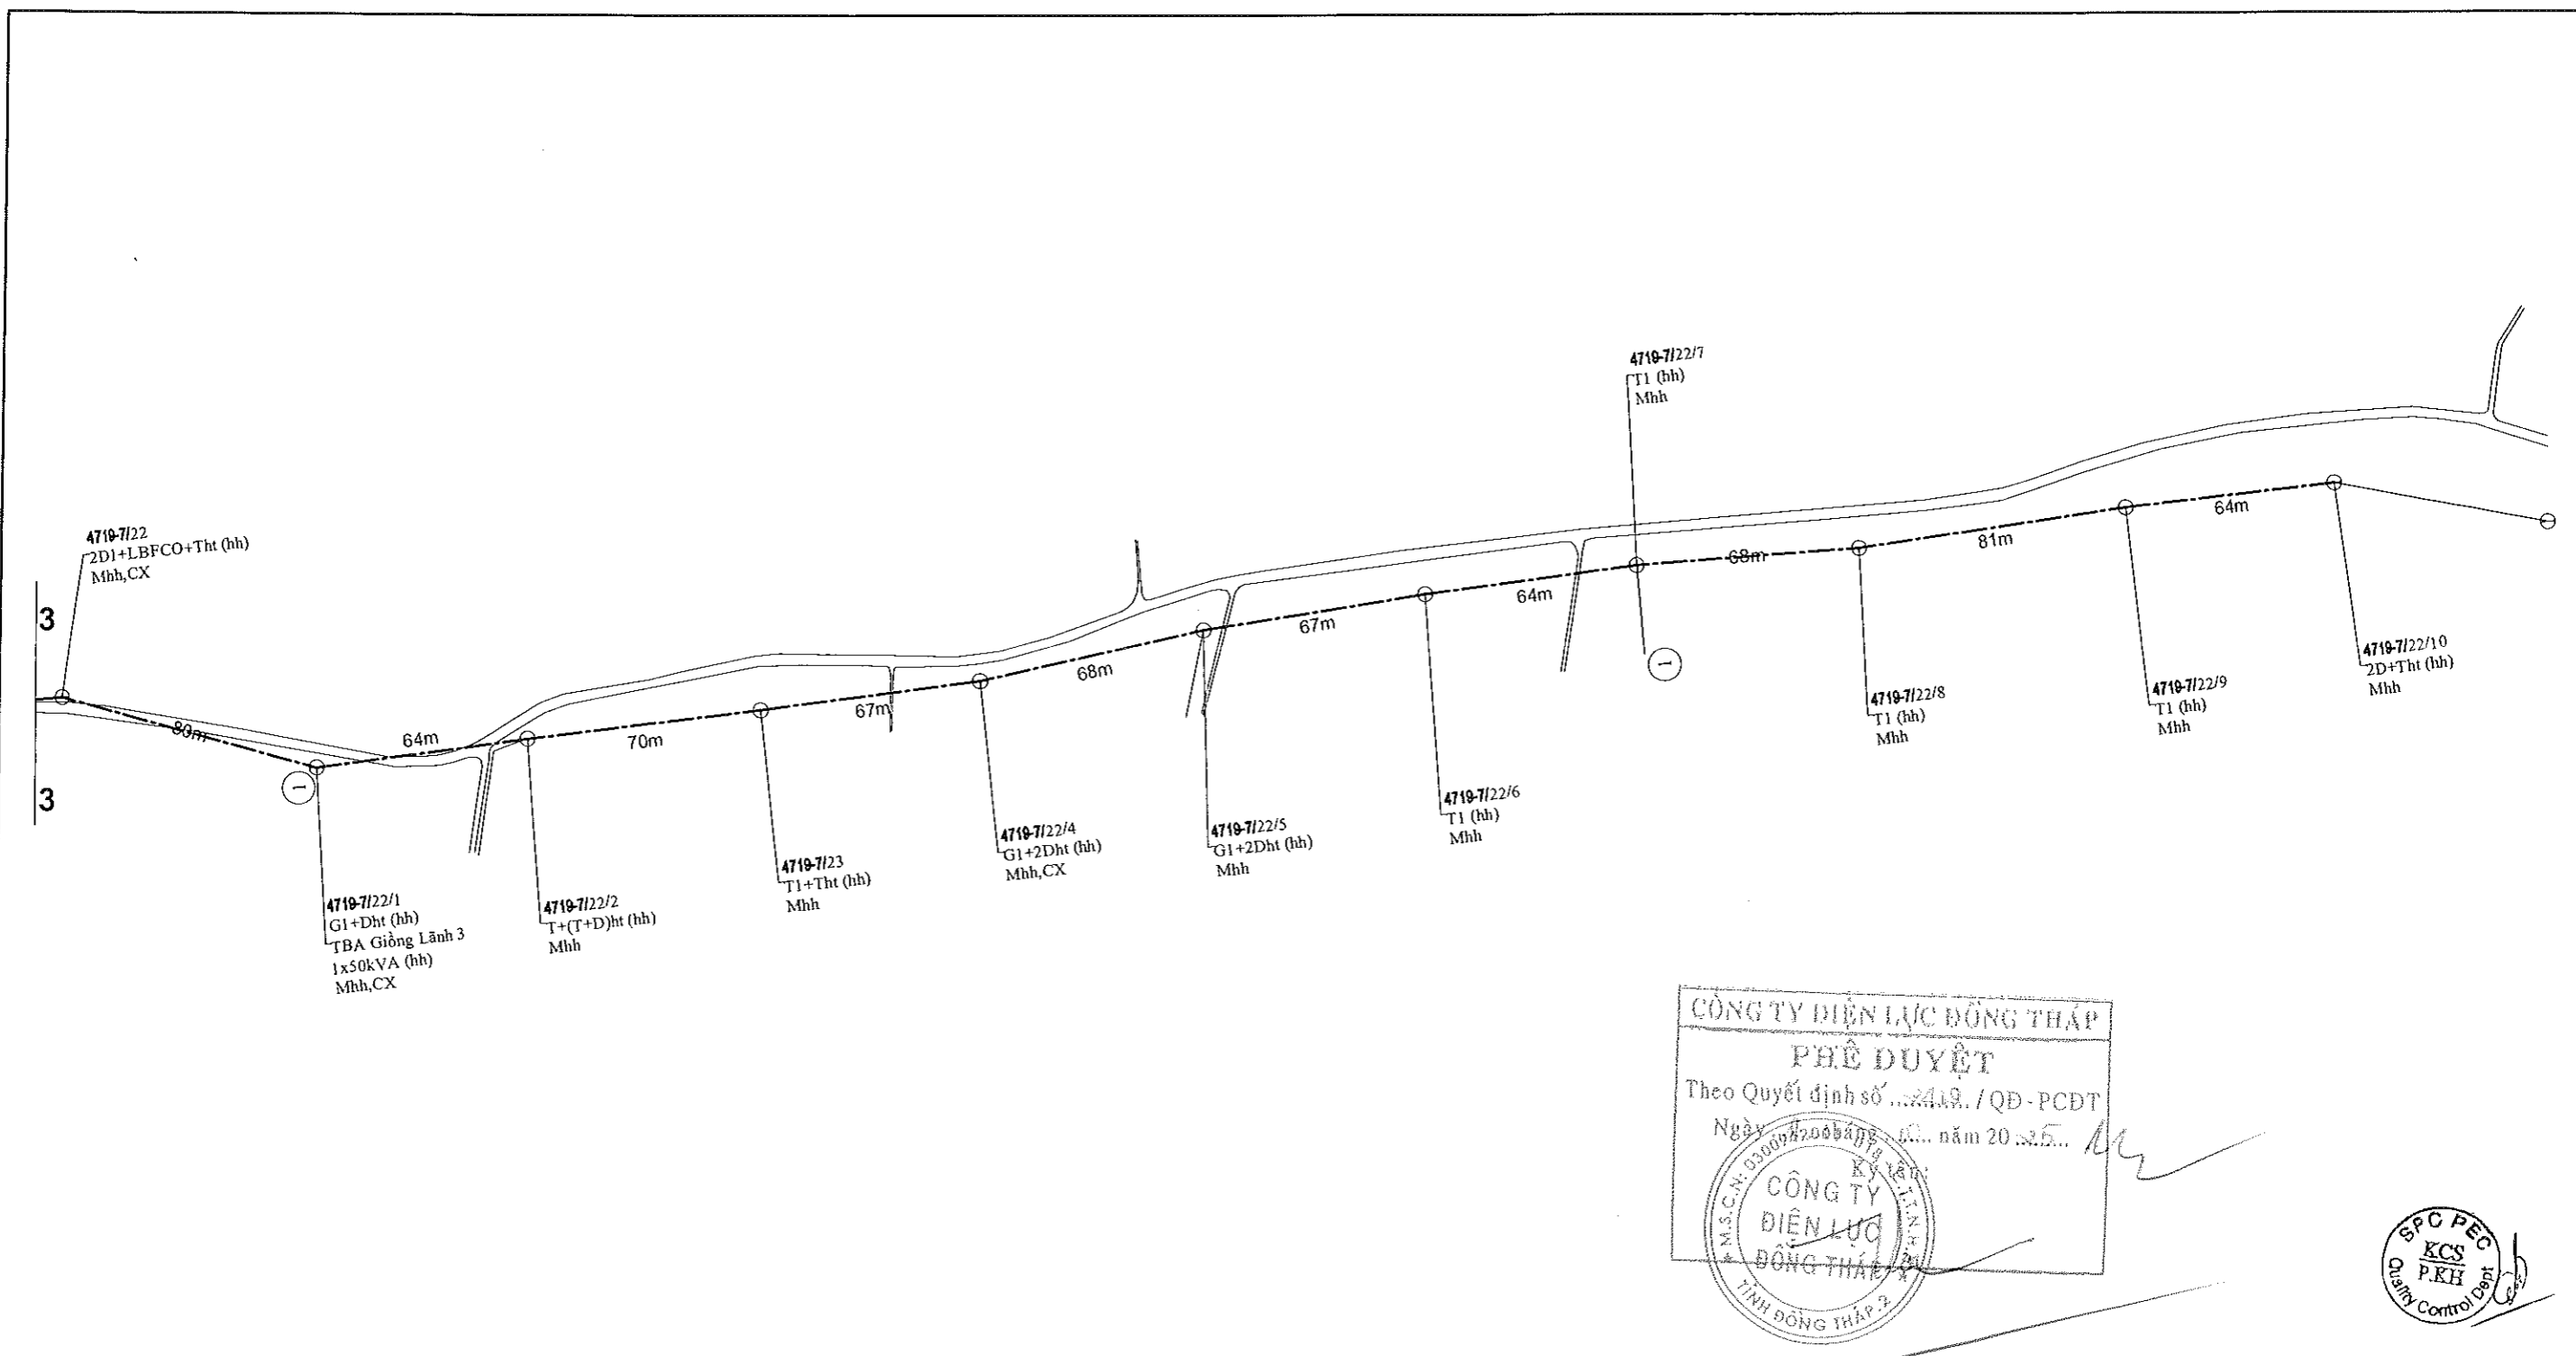 4719-7/22
2D1+LBFCO+Tht (hh)
Mhh,CX
3
3
80m
1
4719-7/22/1
G1+Dht (hh)
TBA Giồng Lãnh 3
1x50kVA (hh)
Mhh,CX
64m
4719-7/22/2
T+(T+D)ht (hh)
Mhh
70m
4719-7/23
T1+Tht (hh)
Mhh
67m
4719-7/22/4
G1+2Dht (hh)
Mhh,CX
68m
4719-7/22/5
G1+2Dht (hh)
Mhh
67m
4719-7/22/6
T1 (hh)
Mhh
64m
4719-7/22/7
T1 (hh)
Mhh
1
68m
4719-7/22/8
T1 (hh)
Mhh
81m
4719-7/22/9
T1 (hh)
Mhh
64m
4719-7/22/10
2D+Tht (hh)
Mhh
CÔNG TY ĐIỆN LỰC ĐỒNG THÁP
PHÊ DUYỆT
Theo Quyết định số / QĐ-PCĐT
Ngày tháng năm 20
Ký tên:
M.S.C.N:
CÔNG TY
ĐIỆN LỰC
ĐỒNG THÁP
TỈNH ĐỒNG THÁP
SPC PEC
KCS
P.KH
Quality Control Dept